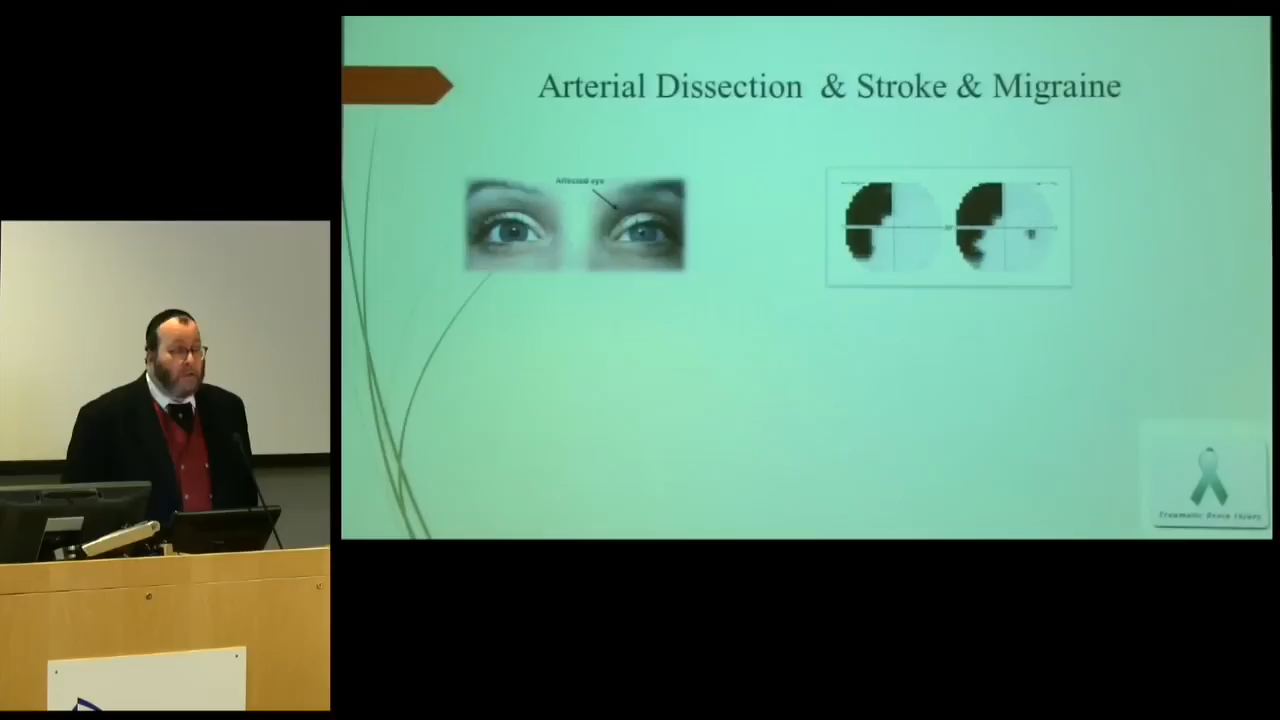 Arterial Dissection & Stroke & Migraine
Affected eye
Traumatic Brain Injury